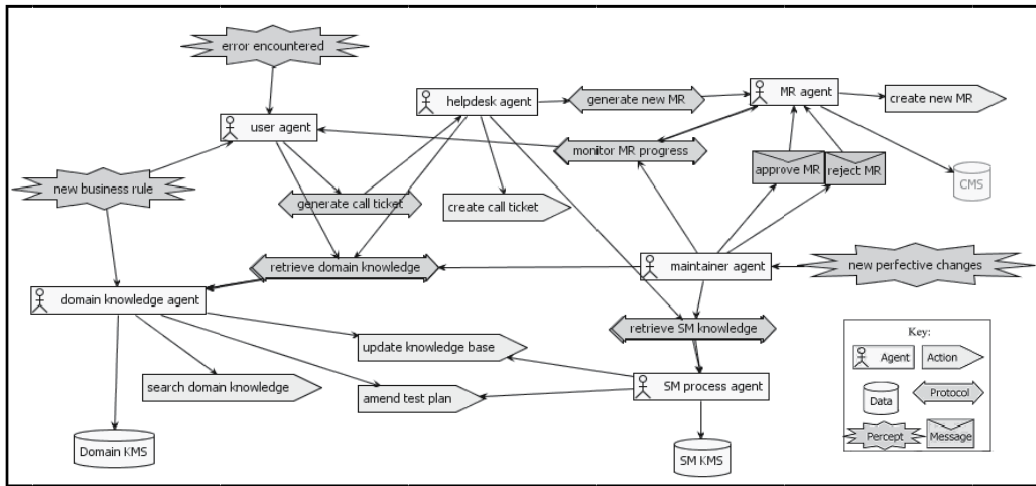 error encountered
helpdesk agent
generate new MR
MR agent
create new MR
user agent
monitor MR progress
approve MR
reject MR
CMS
new business rule
generate call ticket
create call ticket
retrieve domain knowledge
maintainer agent
new perfective changes
domain knowledge agent
retrieve SM knowledge
Key:
update knowledge base
Agent
Action
search domain knowledge
amend test plan
SM process agent
Data
Protocol
Domain KMS
SM KMS
Percept
Message